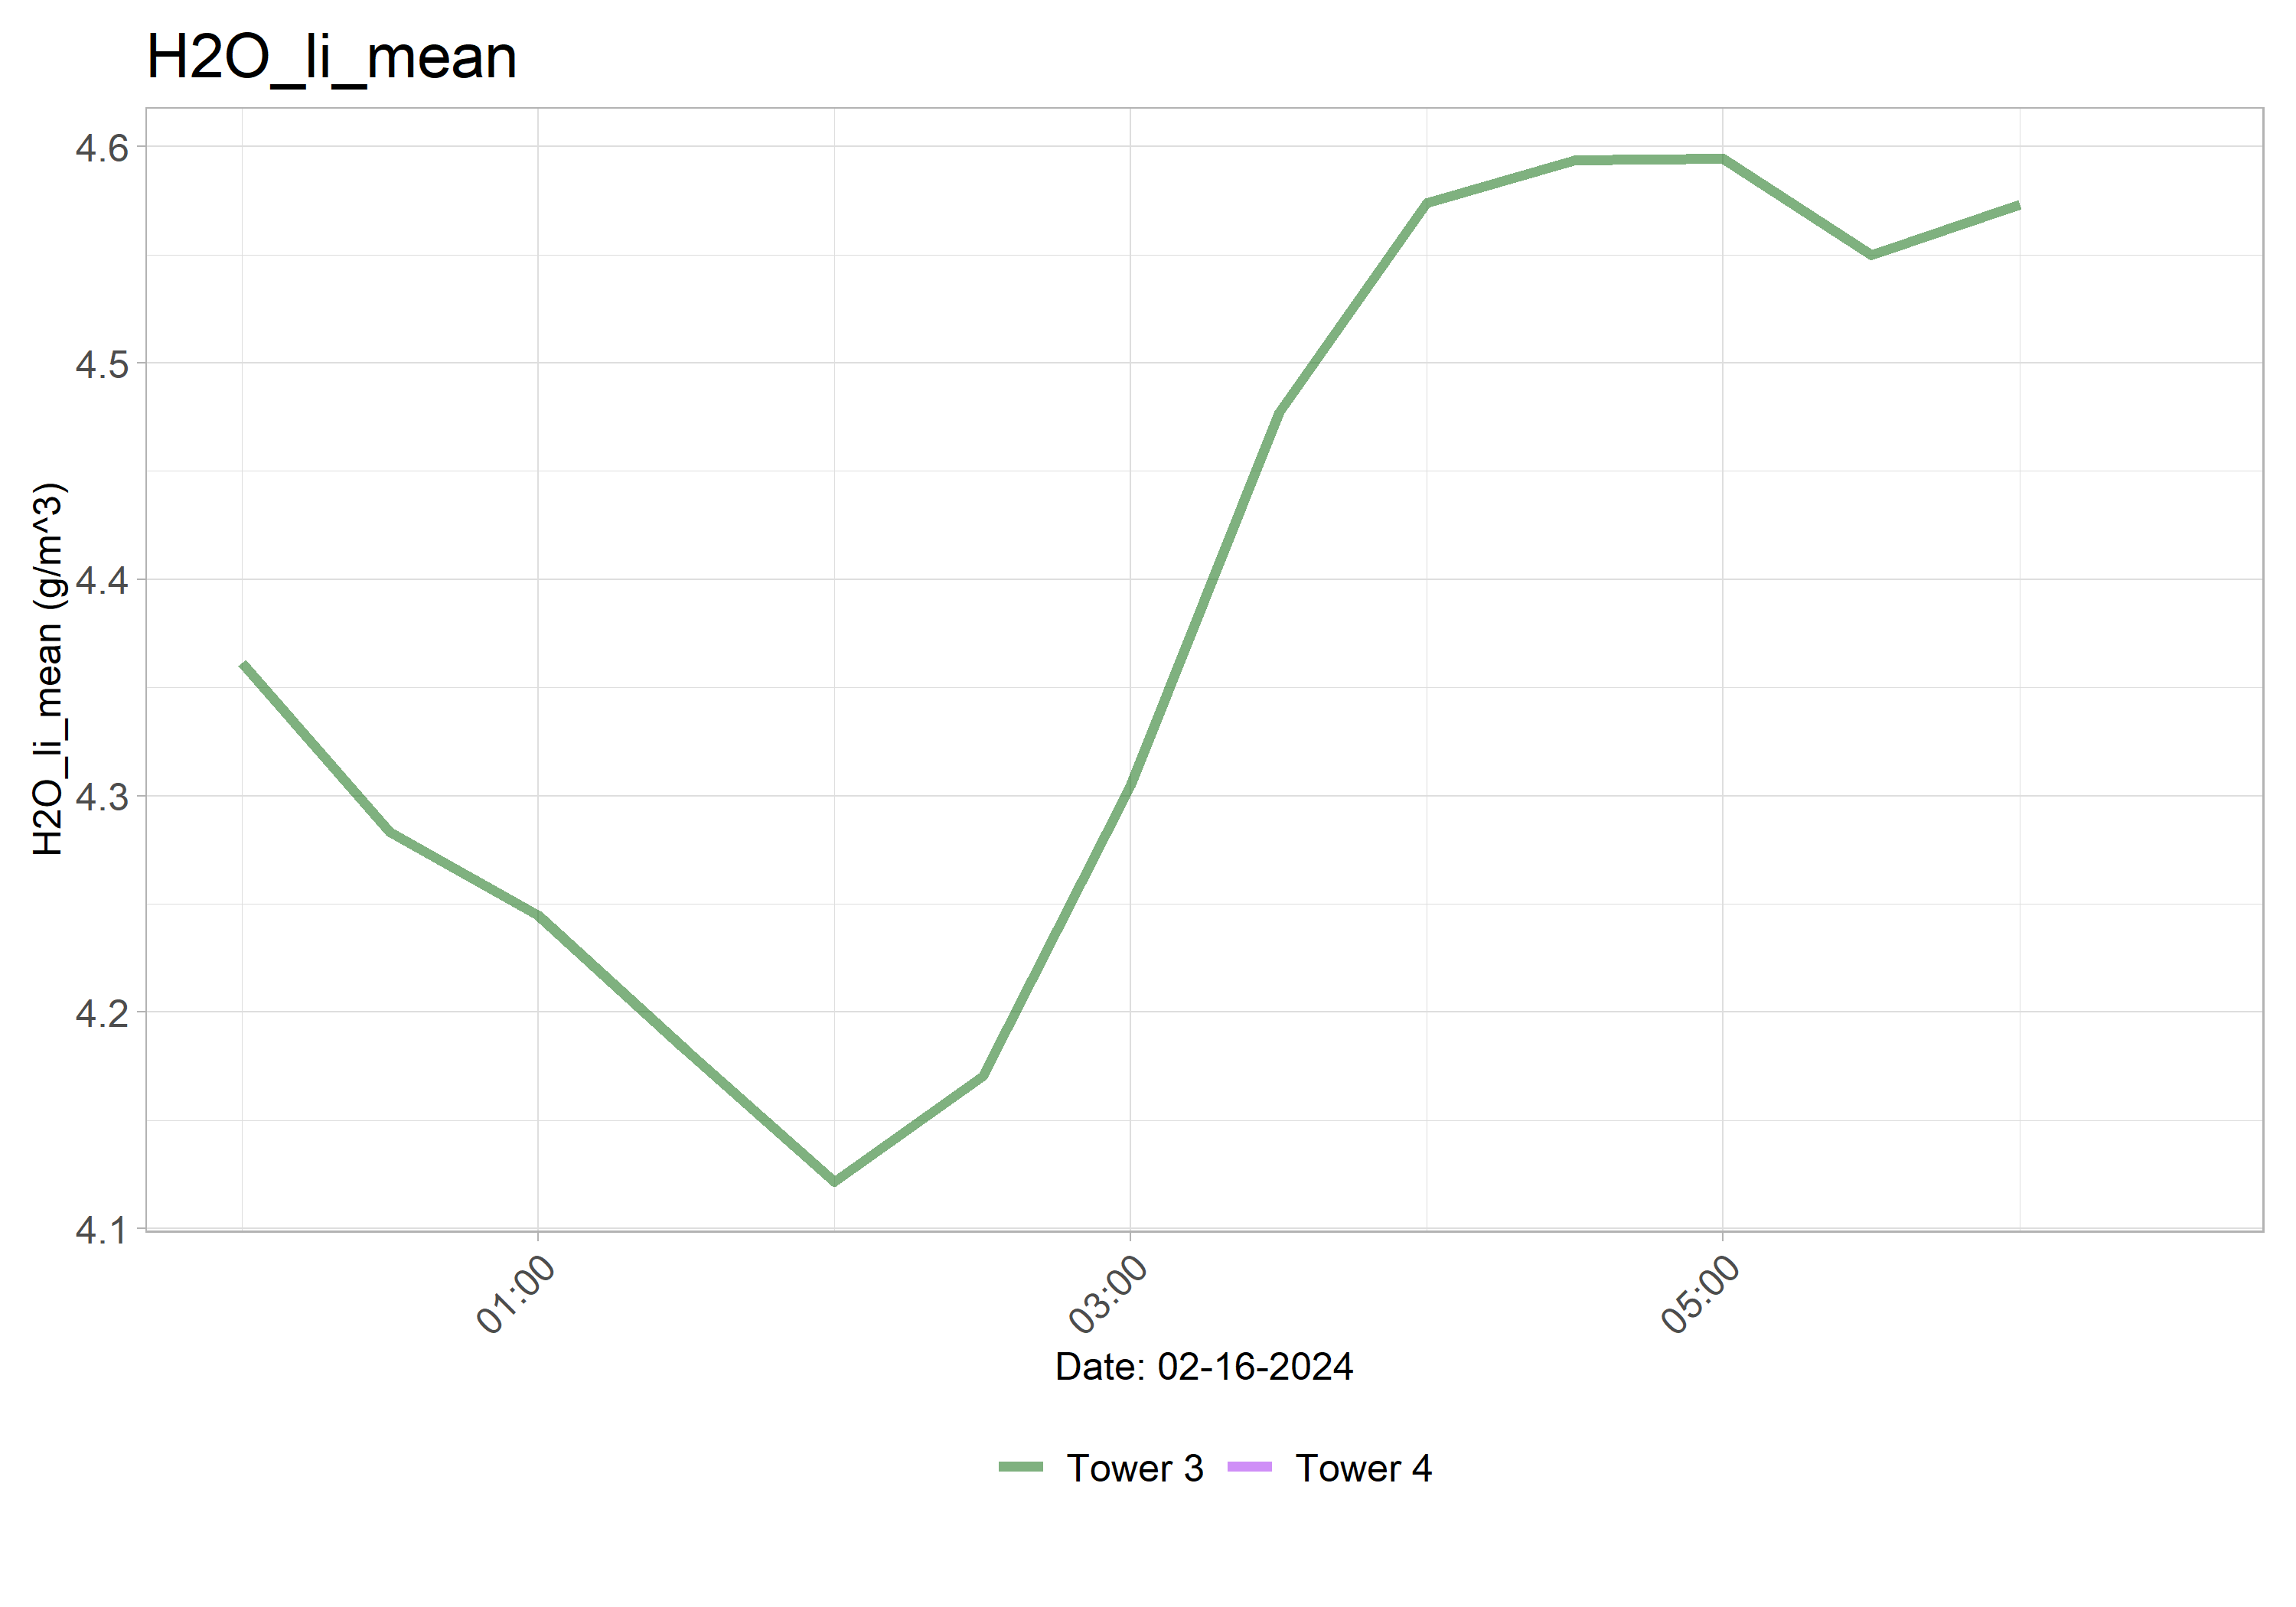 H2O_li_mean
H2O_li_mean (g/m^3)
4.6
4.5
4.4
4.3
4.2
4.1
01:00
03:00
05:00
Date: 02-16-2024
Tower 3
Tower 4